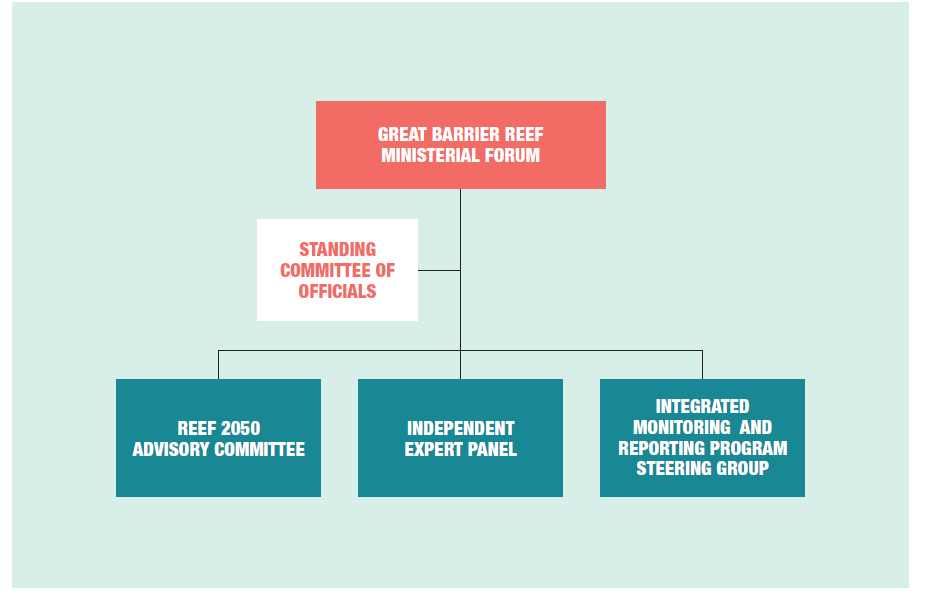 GREAT BARRIER REEF
MINISTERIAL FORUM
STANDING
COMMITTEE OF
OFFICIALS
REEF 2050
ADVISORY COMMITTEE
INDEPENDENT
EXPERT PANEL
INTEGRATED
MONITORING AND
REPORTING PROGRAM
STEERING GROUP